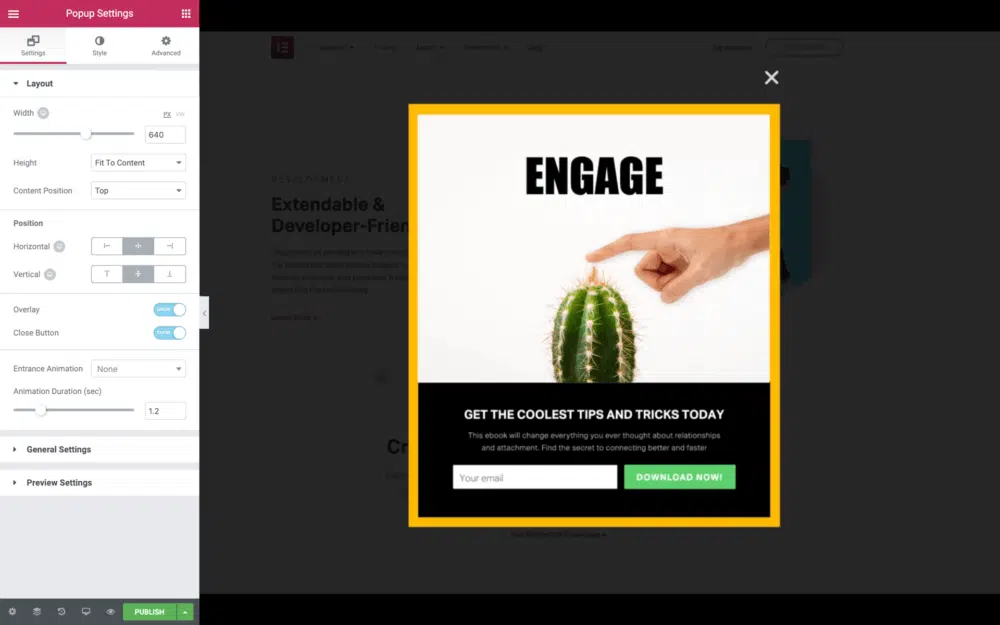 Popup Settings
Settings
Style
Advanced
Layout
Width
PX VW
640
Height
Fit To Content
Content Position
Top
Position
Horizontal
Vertical
Overlay
SHOW
Close Button
SHOW
Entrance Animation
None
Animation Duration (sec)
1.2
General Settings
Preview Settings
PUBLISH
Extendable &
Developer-Frien
ENGAGE
GET THE COOLEST TIPS AND TRICKS TODAY
This ebook will change everything you ever thought about relationships
and attachment. Find the secret to connecting better and faster
Your email
DOWNLOAD NOW!
Cr